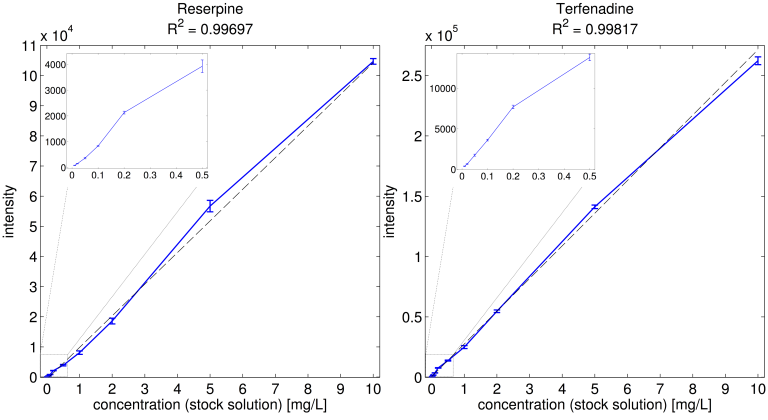 Reserpine
R² = 0.99697
x 10⁴
11
10
9
8
7
6
5
4
3
2
1
0
intensity
0 1 2 3 4 5 6 7 8 9 10
concentration (stock solution) [mg/L]
4000
3000
2000
1000
0
0 0.1 0.2 0.3 0.4 0.5
Terfenadine
R² = 0.99817
x 10⁵
2.5
2
1.5
1
0.5
0
intensity
0 1 2 3 4 5 6 7 8 9 10
concentration (stock solution) [mg/L]
10000
5000
0
0 0.1 0.2 0.3 0.4 0.5